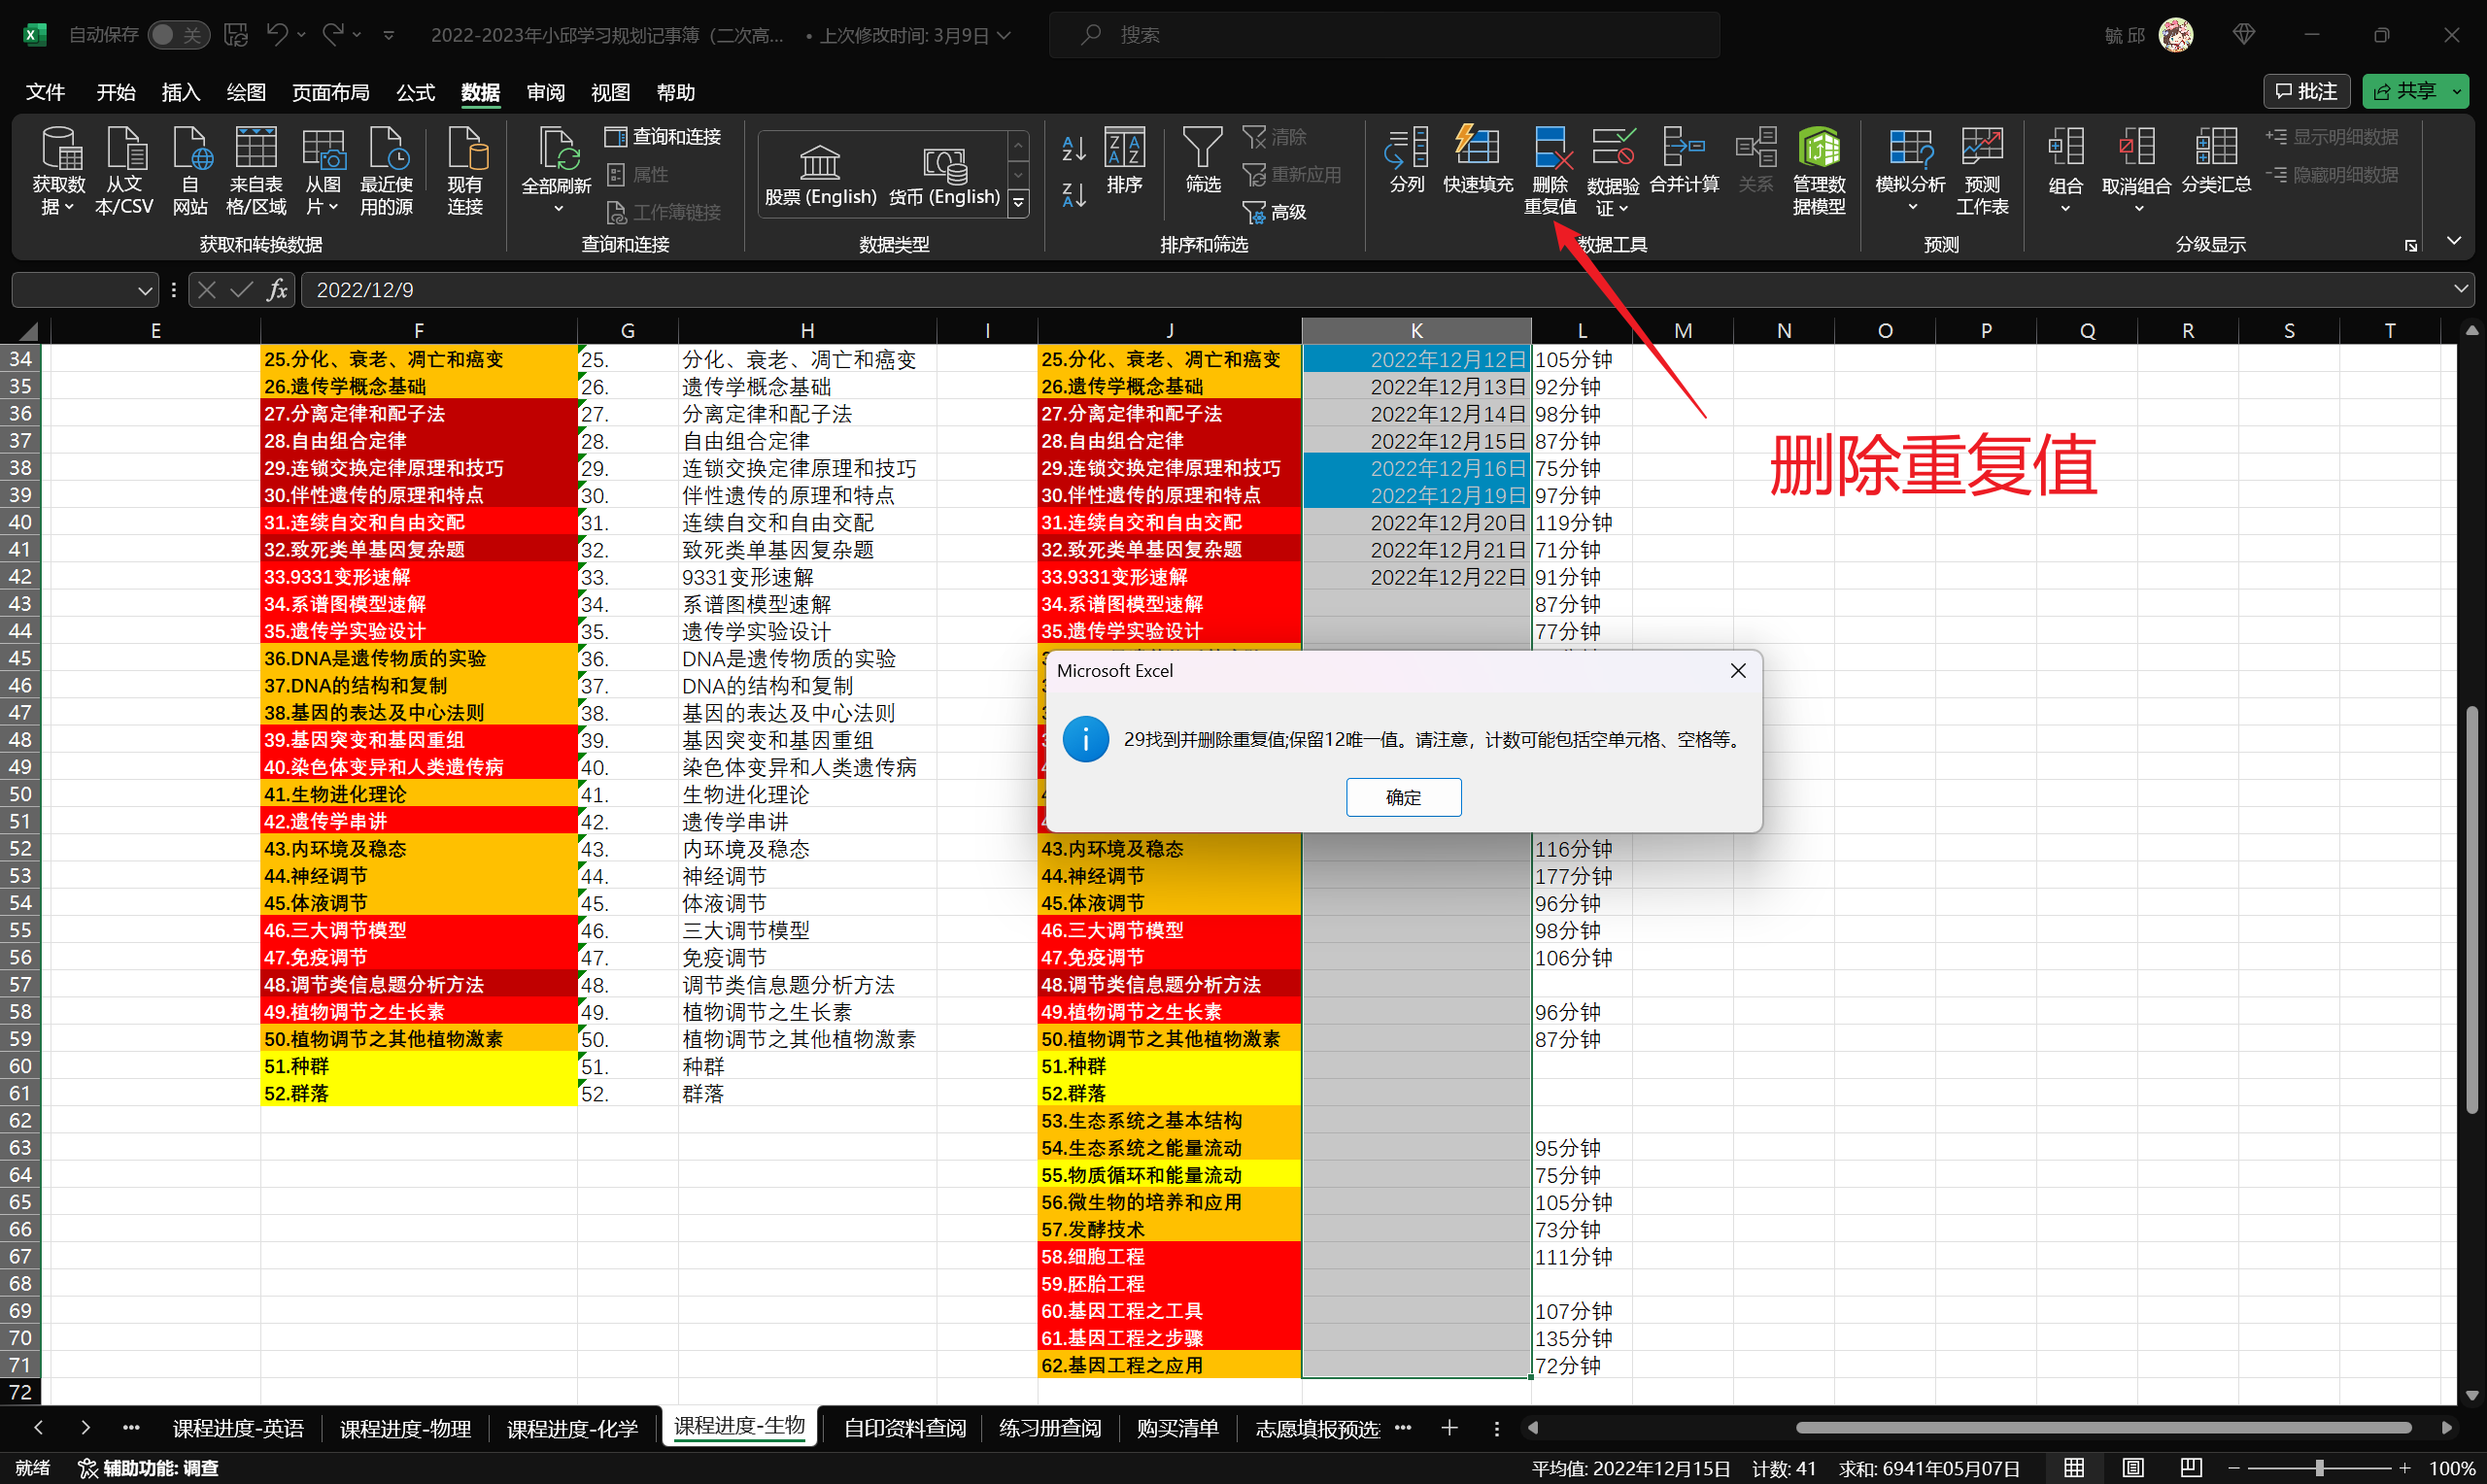 自动保存 关 2022-2023年小邱学习规划记事簿（二次高... • 上次修改时间: 3月9日 搜索 毓 邱
文件 开始 插入 绘图 页面布局 公式 数据 审阅 视图 帮助 批注 共享
获取数据 从文本/CSV 自网站 来自表格/区域 从图片 最近使用的源 现有连接
获取和转换数据
全部刷新 查询和连接 属性 工作簿链接
查询和连接
股票 (English) 货币 (English)
数据类型
排序 筛选 清除 重新应用 高级
排序和筛选
分列 快速填充 删除重复值 数据验证 合并计算 关系 管理数据模型
数据工具
模拟分析 预测工作表
预测
组合 取消组合 分类汇总 显示明细数据 隐藏明细数据
分级显示
fx 2022/12/9
E F G H I J K L M N O P Q R S T
34 25.分化、衰老、凋亡和癌变 25. 分化、衰老、凋亡和癌变 25.分化、衰老、凋亡和癌变 2022年12月12日 105分钟
35 26.遗传学概念基础 26. 遗传学概念基础 26.遗传学概念基础 2022年12月13日 92分钟
36 27.分离定律和配子法 27. 分离定律和配子法 27.分离定律和配子法 2022年12月14日 98分钟
37 28.自由组合定律 28. 自由组合定律 28.自由组合定律 2022年12月15日 87分钟
删除重复值
38 29.连锁交换定律原理和技巧 29. 连锁交换定律原理和技巧 29.连锁交换定律原理和技巧 2022年12月16日 75分钟
39 30.伴性遗传的原理和特点 30. 伴性遗传的原理和特点 30.伴性遗传的原理和特点 2022年12月19日 97分钟
40 31.连续自交和自由交配 31. 连续自交和自由交配 31.连续自交和自由交配 2022年12月20日 119分钟
41 32.致死类单基因复杂题 32. 致死类单基因复杂题 32.致死类单基因复杂题 2022年12月21日 71分钟
42 33.9331变形速解 33. 9331变形速解 33.9331变形速解 2022年12月22日 91分钟
43 34.系谱图模型速解 34. 系谱图模型速解 34.系谱图模型速解 87分钟
44 35.遗传学实验设计 35. 遗传学实验设计 35.遗传学实验设计 77分钟
45 36.DNA是遗传物质的实验 36. DNA是遗传物质的实验
46 37.DNA的结构和复制 37. DNA的结构和复制
47 38.基因的表达及中心法则 38. 基因的表达及中心法则
48 39.基因突变和基因重组 39. 基因突变和基因重组
49 40.染色体变异和人类遗传病 40. 染色体变异和人类遗传病
50 41.生物进化理论 41. 生物进化理论
51 42.遗传学串讲 42. 遗传学串讲
Microsoft Excel
29找到并删除重复值;保留12唯一值。请注意，计数可能包括空单元格、空格等。
确定
52 43.内环境及稳态 43. 内环境及稳态 43.内环境及稳态 116分钟
53 44.神经调节 44. 神经调节 44.神经调节 177分钟
54 45.体液调节 45. 体液调节 45.体液调节 96分钟
55 46.三大调节模型 46. 三大调节模型 46.三大调节模型 98分钟
56 47.免疫调节 47. 免疫调节 47.免疫调节 106分钟
57 48.调节类信息题分析方法 48. 调节类信息题分析方法 48.调节类信息题分析方法
58 49.植物调节之生长素 49. 植物调节之生长素 49.植物调节之生长素 96分钟
59 50.植物调节之其他植物激素 50. 植物调节之其他植物激素 50.植物调节之其他植物激素 87分钟
60 51.种群 51. 种群 51.种群
61 52.群落 52. 群落 52.群落
62 53.生态系统之基本结构
63 54.生态系统之能量流动 95分钟
64 55.物质循环和能量流动 75分钟
65 56.微生物的培养和应用 105分钟
66 57.发酵技术 73分钟
67 58.细胞工程 111分钟
68 59.胚胎工程
69 60.基因工程之工具 107分钟
70 61.基因工程之步骤 135分钟
71 62.基因工程之应用 72分钟
72
课程进度-英语 课程进度-物理 课程进度-化学 课程进度-生物 自印资料查阅 练习册查阅 购买清单 志愿填报预选
就绪 辅助功能: 调查 平均值: 2022年12月15日 计数: 41 求和: 6941年05月07日 100%